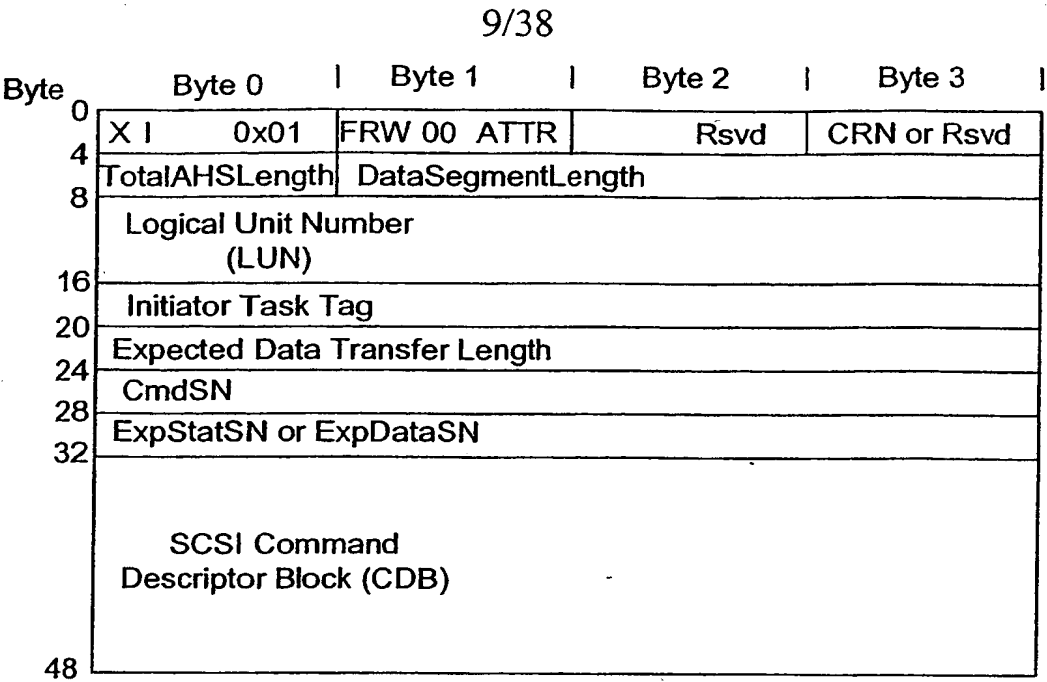 9/38
Byte Byte 0 | Byte 1 | Byte 2 | Byte 3 |
0
X I 0x01 FRW 00 ATTR Rsvd CRN or Rsvd
4
TotalAHSLength DataSegmentLength
8
Logical Unit Number
(LUN)
16
Initiator Task Tag
20
Expected Data Transfer Length
24
CmdSN
28
ExpStatSN or ExpDataSN
32
SCSI Command
Descriptor Block (CDB)
48